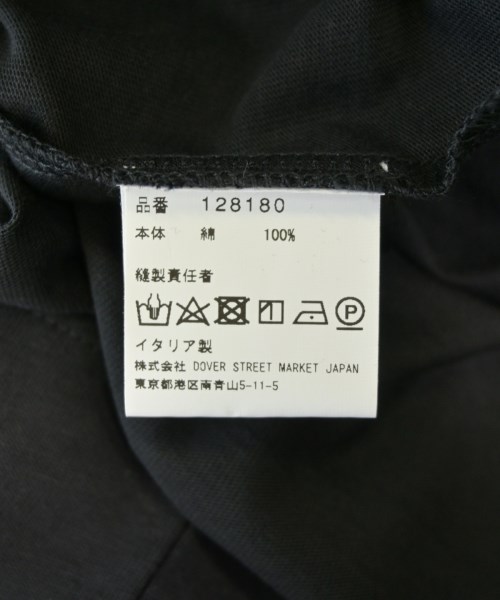 品番 128180
本体 綿 100%
縫製責任者
P
イタリア製
株式会社 DOVER STREET MARKET JAPAN
東京都港区南青山5-11-5